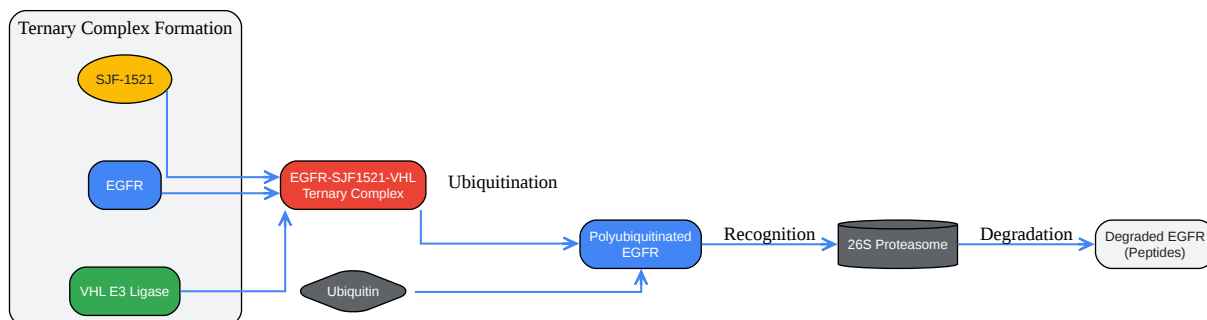 Ternary Complex Formation
SJF-1521
EGFR
VHL E3 Ligase
EGFR-SJF1521-VHL
Ternary Complex
Ubiquitination
Ubiquitin
Polyubiquitinated
EGFR
Recognition
26S Proteasome
Degradation
Degraded EGFR
(Peptides)